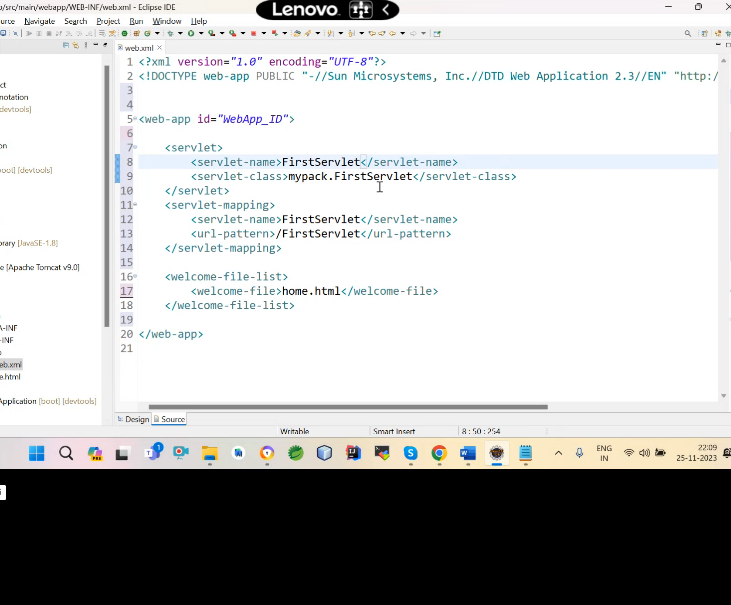 o/src/main/webapp/WEB-INF/web.xml - Eclipse IDE
Lenovo
ource Navigate Search Project Run Window Help
web.xml
1 <?xml version="1.0" encoding="UTF-8"?>
2 <!DOCTYPE web-app PUBLIC "-//Sun Microsystems, Inc.//DTD Web Application 2.3//EN" "http:/
3
4
5 <web-app id="WebApp_ID">
6
7 <servlet>
8 <servlet-name>FirstServlet</servlet-name>
9 <servlet-class>mypack.FirstServlet</servlet-class>
10 </servlet>
11 <servlet-mapping>
12 <servlet-name>FirstServlet</servlet-name>
13 <url-pattern>/FirstServlet</url-pattern>
14 </servlet-mapping>
15
16 <welcome-file-list>
17 <welcome-file>home.html</welcome-file>
18 </welcome-file-list>
19
20 </web-app>
21
ct
notation
devtools]
on
oot] [devtools]
rary [JavaSE-1.8]
e [Apache Tomcat v9.0]
A-INF
-INF
eb.xml
e.html
Application [boot] [devtools]
Design Source
Writable Smart Insert 8 : 50 : 254
1
ENG
IN
22:09
25-11-2023